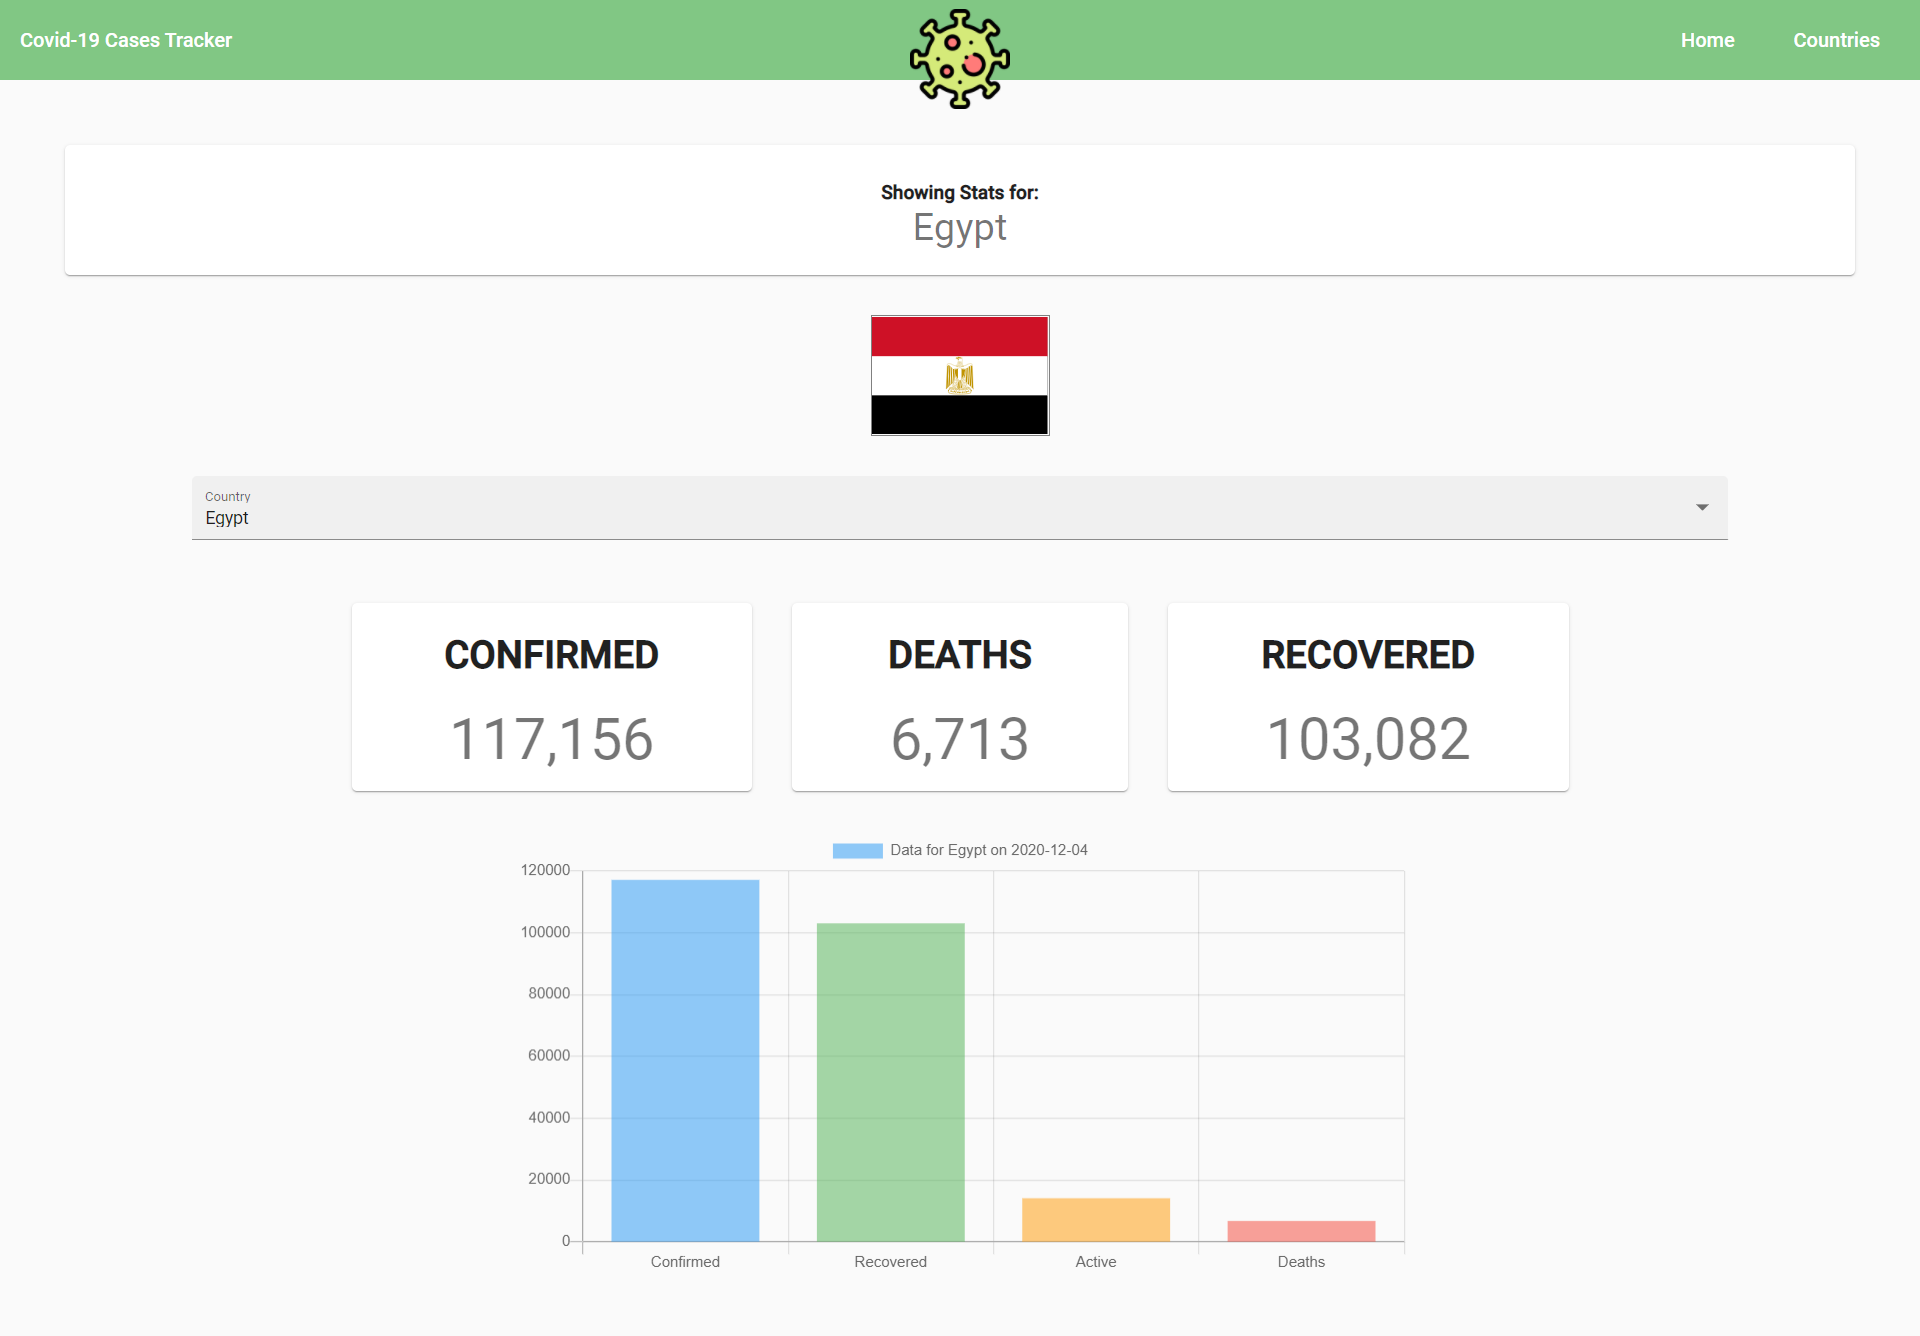 Covid-19 Cases Tracker
Home
Countries
Showing Stats for:
Egypt
Country
Egypt
CONFIRMED
117,156
DEATHS
6,713
RECOVERED
103,082
Data for Egypt on 2020-12-04
120000
100000
80000
60000
40000
20000
0
Confirmed
Recovered
Active
Deaths